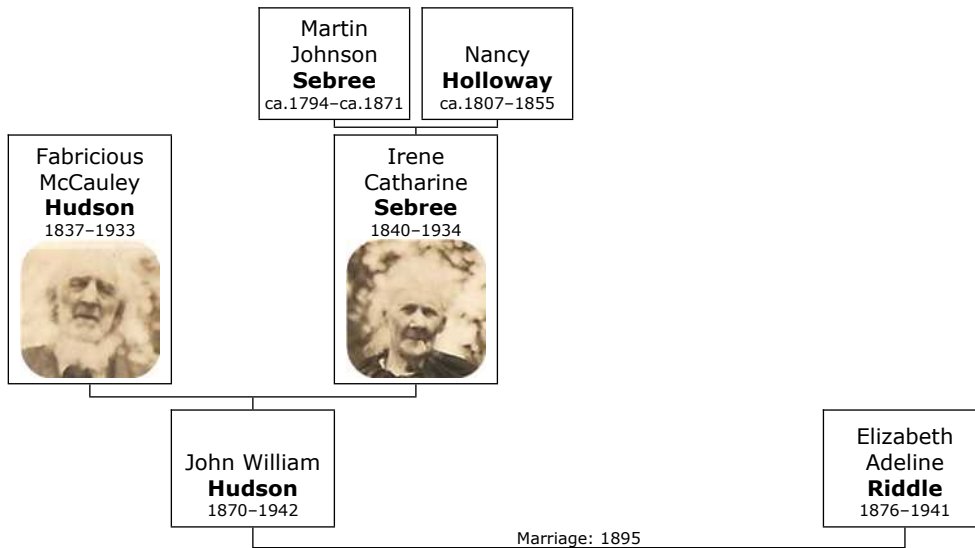 Martin
Johnson
Sebree
ca.1794–ca.1871
Nancy
Holloway
ca.1807–1855
Fabricious
McCauley
Hudson
1837–1933
Irene
Catharine
Sebree
1840–1934
John William
Hudson
1870–1942
Elizabeth
Adeline
Riddle
1876–1941
Marriage: 1895